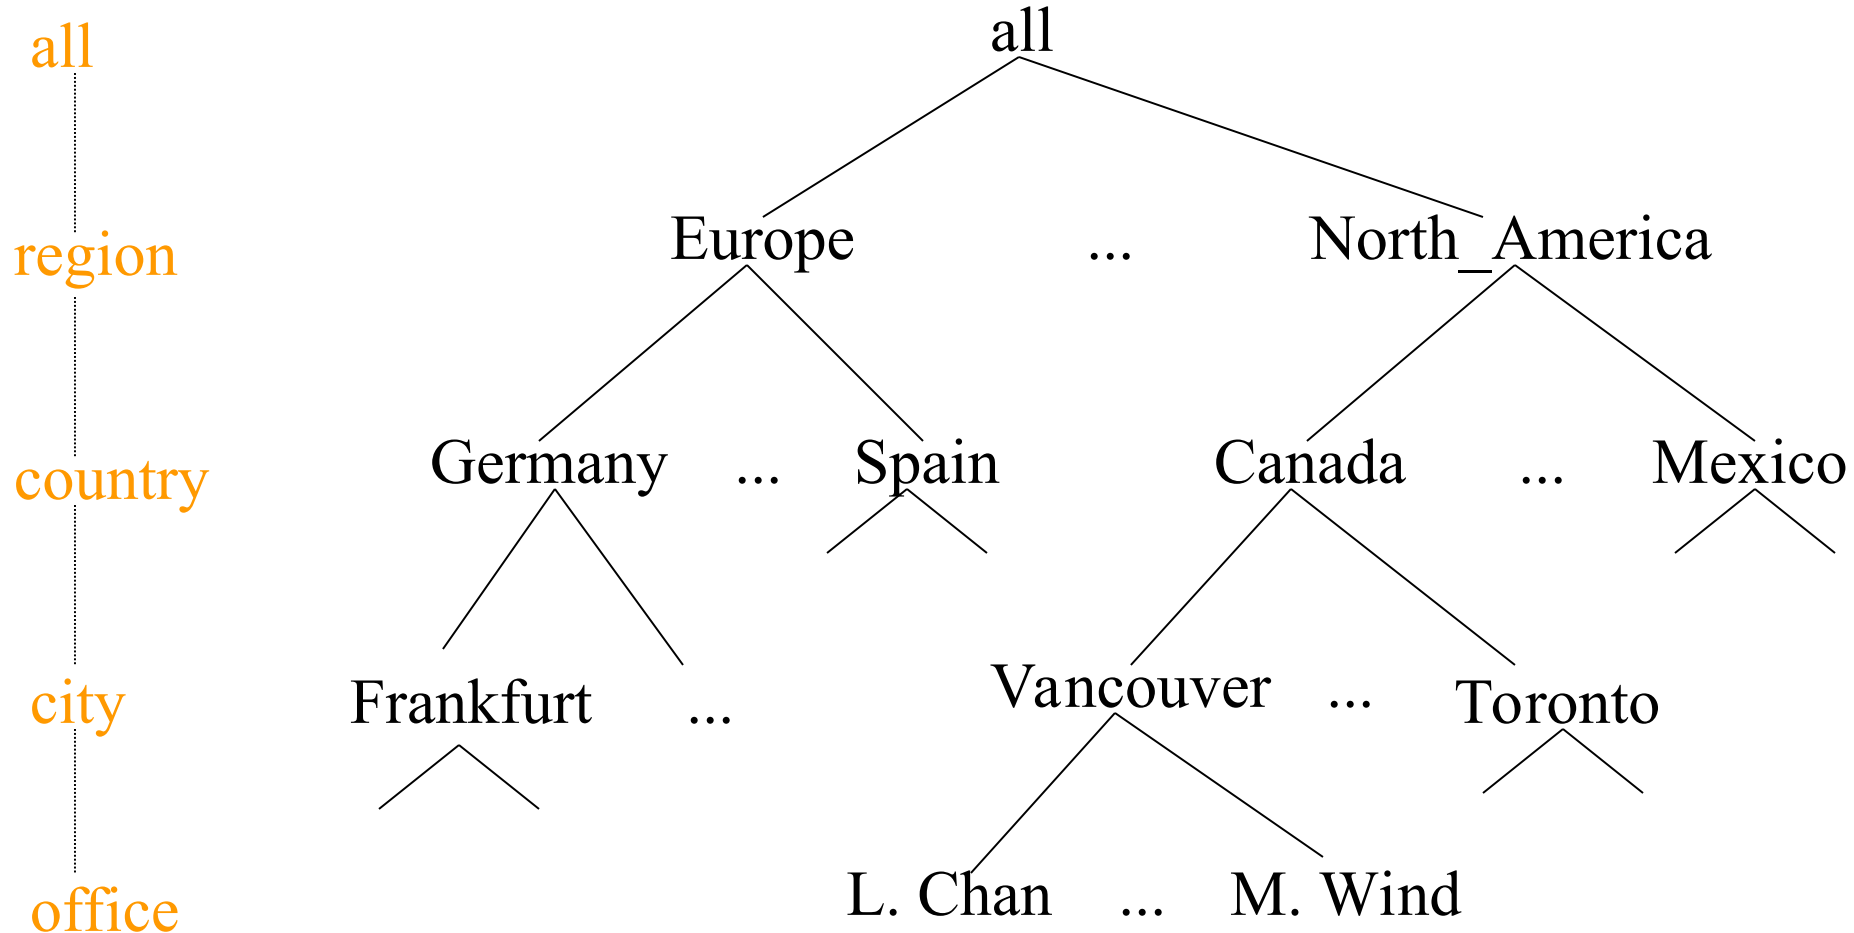 all
all
region
Europe ... North_America
country
Germany ... Spain Canada ... Mexico
city
Frankfurt ... Vancouver ... Toronto
office
L. Chan ... M. Wind